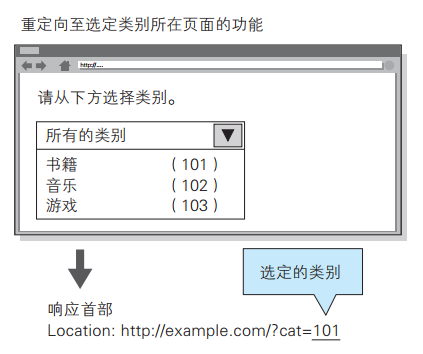 重定向至选定类别所在页面的功能
http://....
请从下方选择类别。
所有的类别 ▼
书籍 （101）
音乐 （102）
游戏 （103）
选定的类别
响应首部
Location: http://example.com/?cat=101